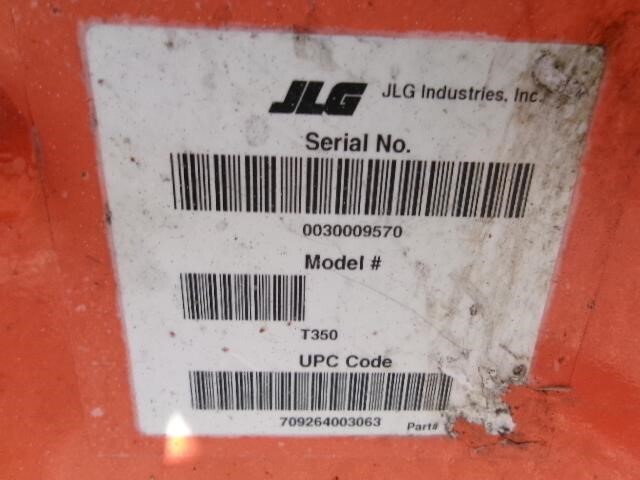 JLG JLG Industries, Inc.
Serial No.
0030009570
Model #
T350
UPC Code
709264003063
Part#